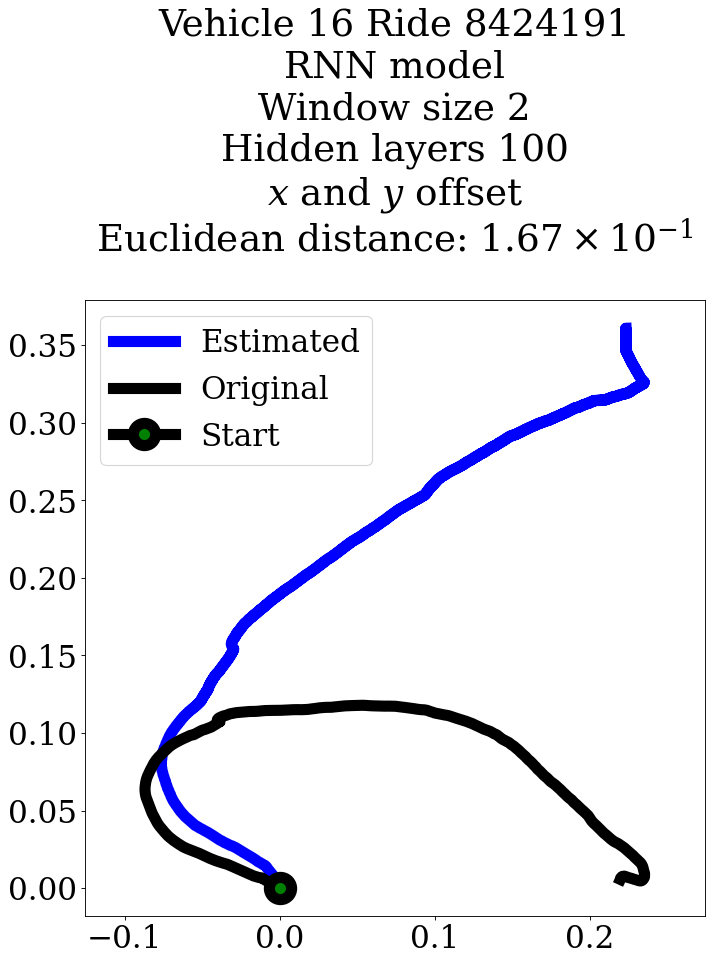 Vehicle 16 Ride 8424191
RNN model
Window size 2
Hidden layers 100
x and y offset
Euclidean distance: 1.67 × 10⁻¹
Estimated
Original
Start
0.35
0.30
0.25
0.20
0.15
0.10
0.05
0.00
−0.1 0.0 0.1 0.2